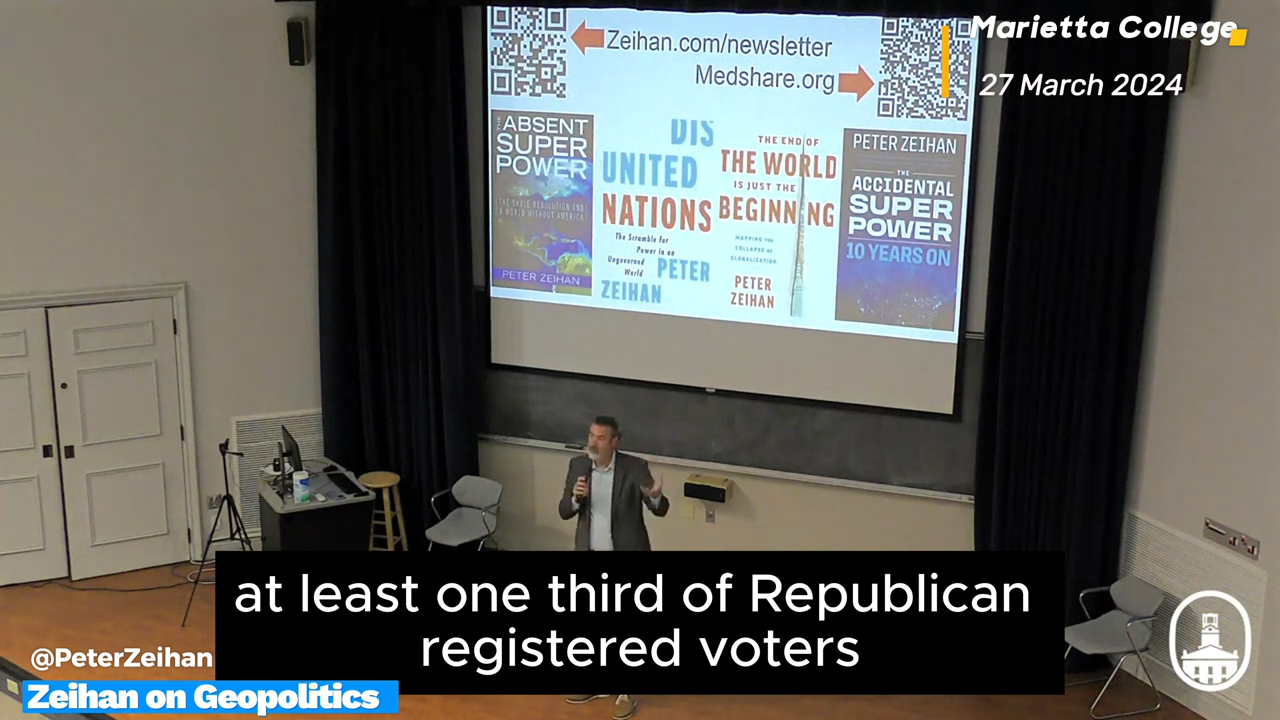 Zeihan.com/newsletter
Medshare.org
Marietta College
27 March 2024
THE
ABSENT
SUPER
POWER
THE SHALE REVOLUTION AND
A WORLD WITHOUT AMERICA
PETER ZEIHAN
DIS
UNITED
NATIONS
The Scramble for
Power in an
Ungoverned
World
PETER
ZEIHAN
THE END OF
THE WORLD
IS JUST THE
BEGINNING
MAPPING THE
COLLAPSE OF
GLOBALIZATION
PETER
ZEIHAN
PETER ZEIHAN
THE
ACCIDENTAL
SUPER
POWER
10 YEARS ON
at least one third of Republican
registered voters
@PeterZeihan
Zeihan on Geopolitics